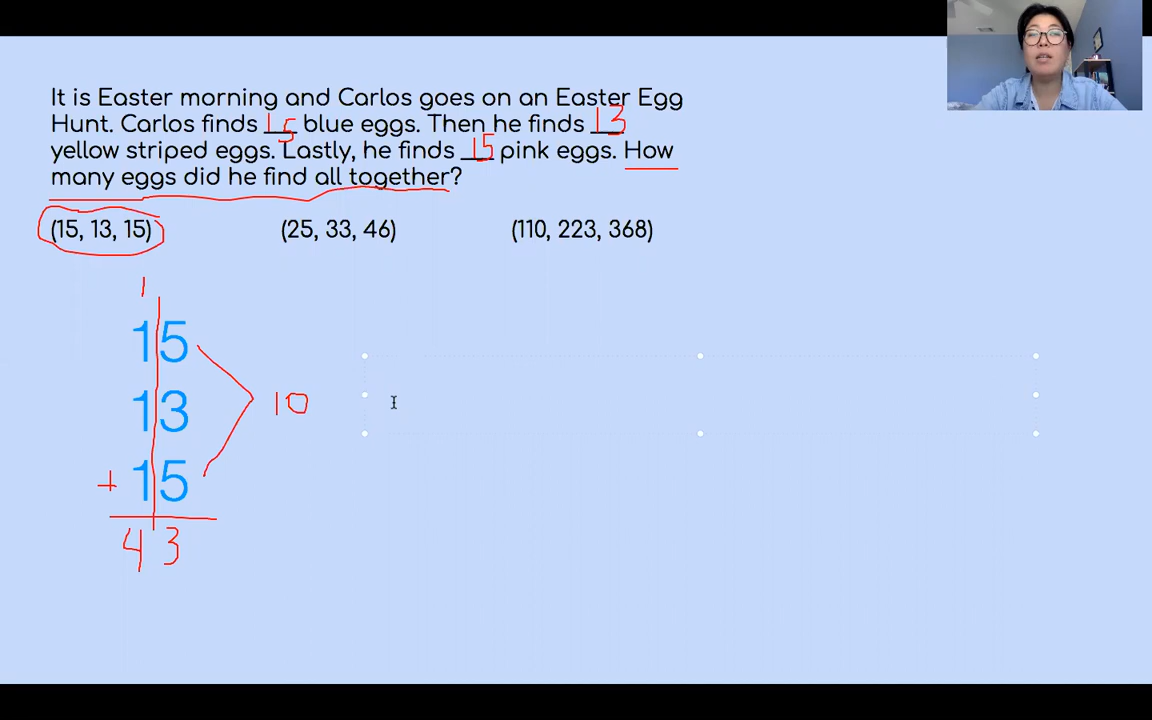 It is Easter morning and Carlos goes on an Easter Egg
Hunt. Carlos finds 15 blue eggs. Then he finds 13
yellow striped eggs. Lastly, he finds 15 pink eggs. How
many eggs did he find all together?
(15, 13, 15) (25, 33, 46) (110, 223, 368)
1
15
13
10
+ 15
43